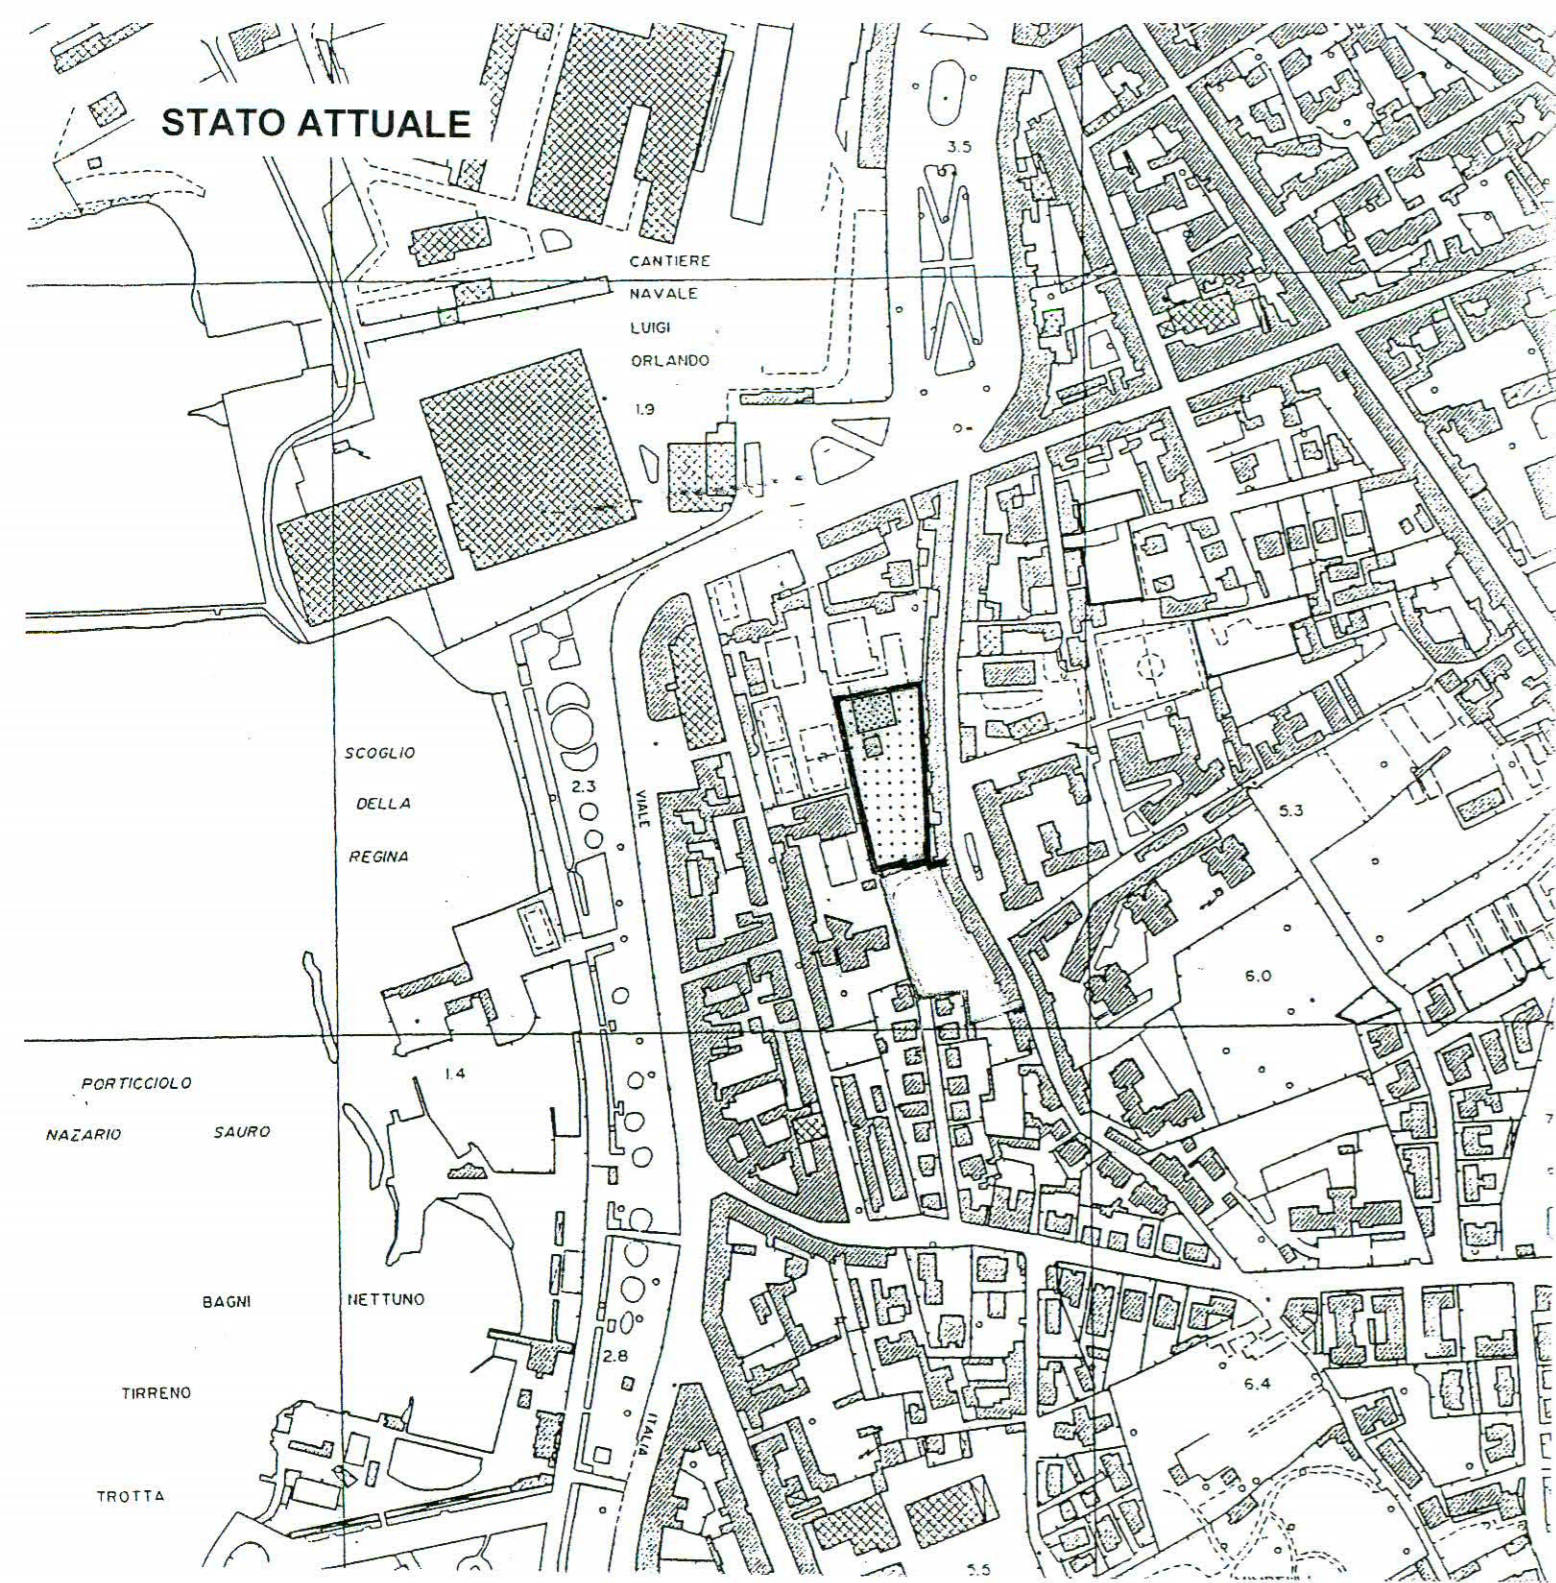 STATO ATTUALE
3.5
CANTIERE
NAVALE
LUIGI
ORLANDO
1.9
SCOGLIO
DELLA
REGINA
2.3
VIALE
5.3
6.0
1.4
PORTICCIOLO
NAZARIO SAURO
BAGNI NETTUNO
2.8
TIRRENO
6.4
ITALIA
TROTTA
5.5